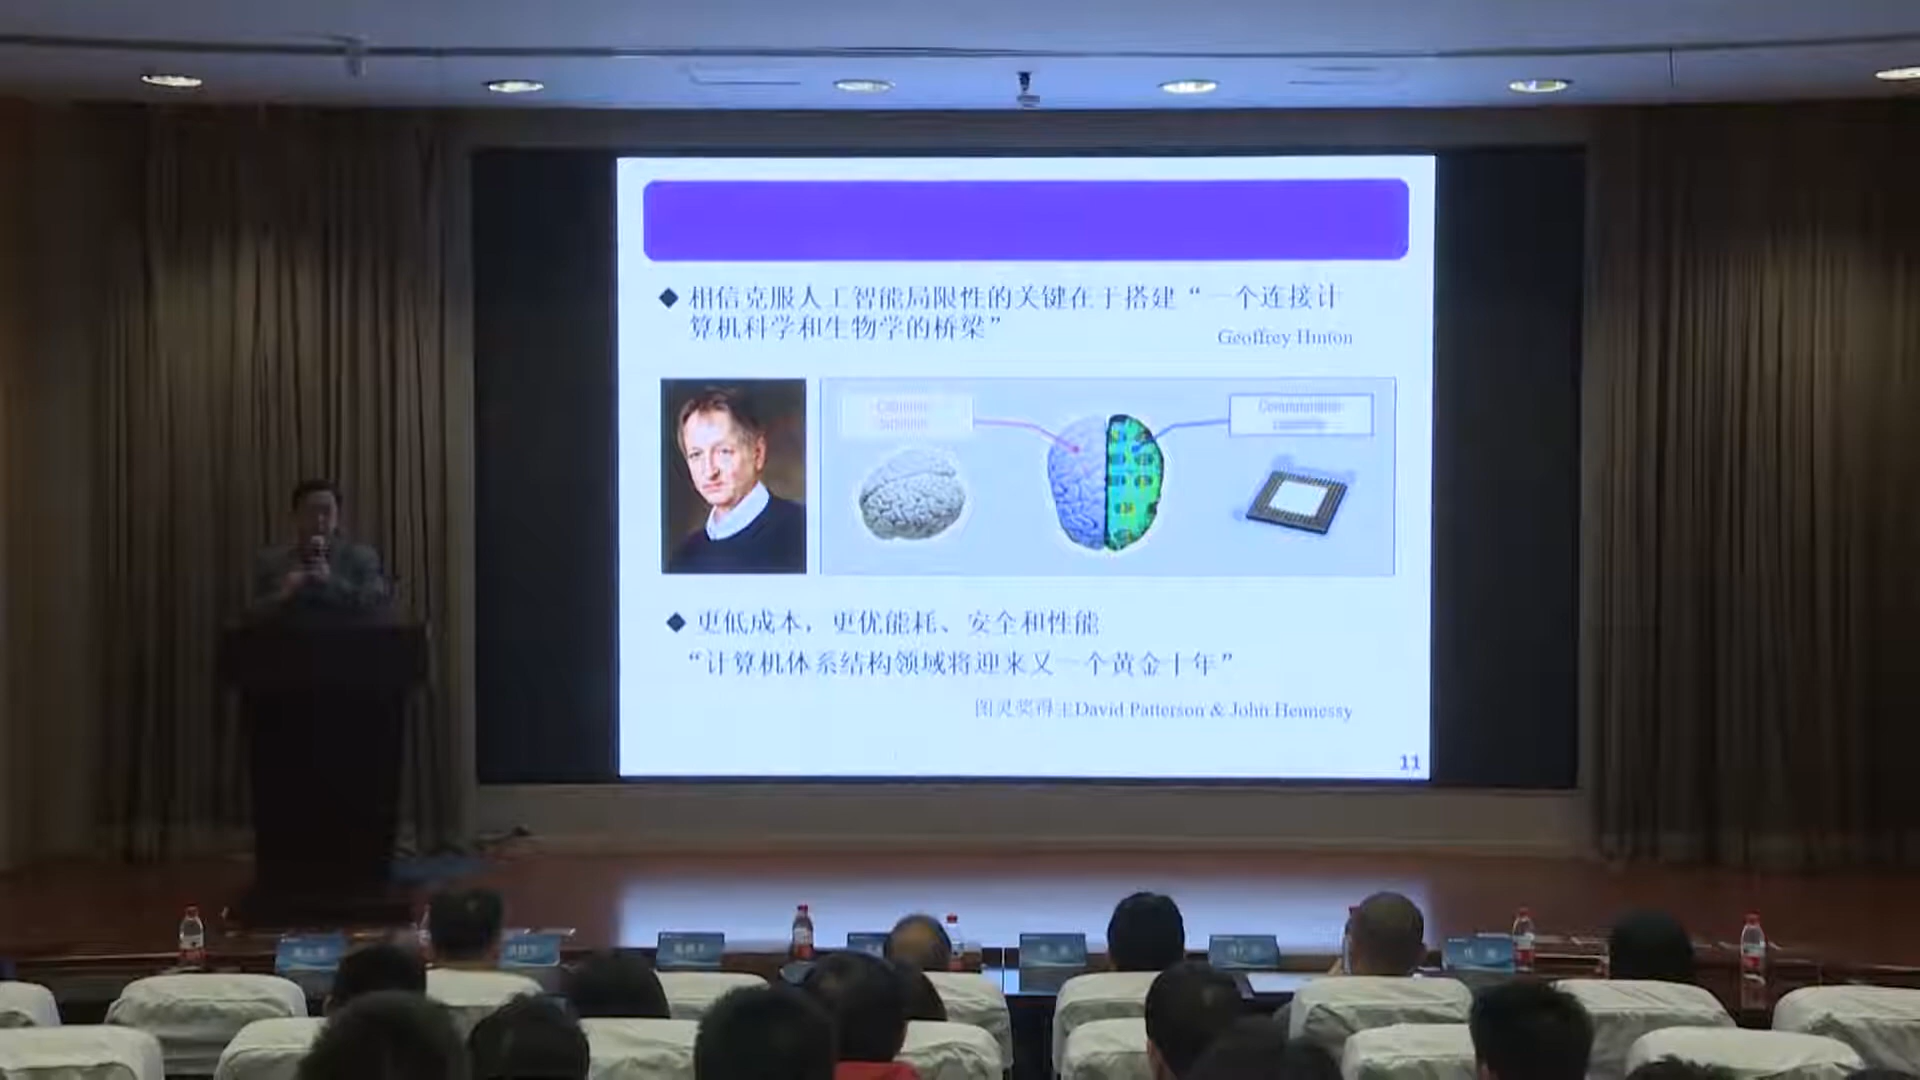 相信克服人工智能局限性的关键在于搭建“一个连接计
算机科学和生物学的桥梁”
Geoffrey Hinton
更低成本，更优能耗、安全和性能
“计算机体系结构领域将迎来又一个黄金十年”
图灵奖得主David Patterson & John Hennessy
11